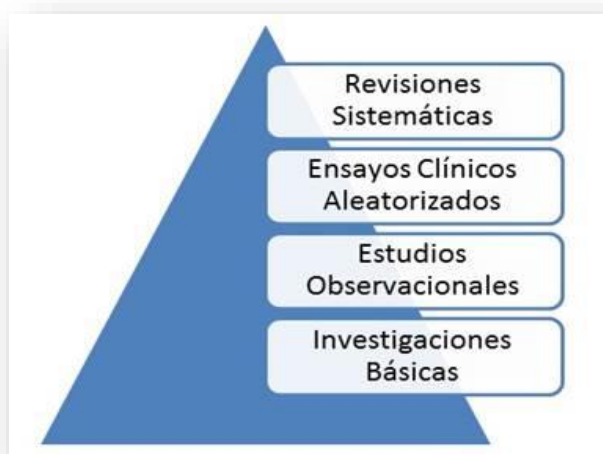 Revisiones
Sistemáticas
Ensayos Clínicos
Aleatorizados
Estudios
Observacionales
Investigaciones
Básicas